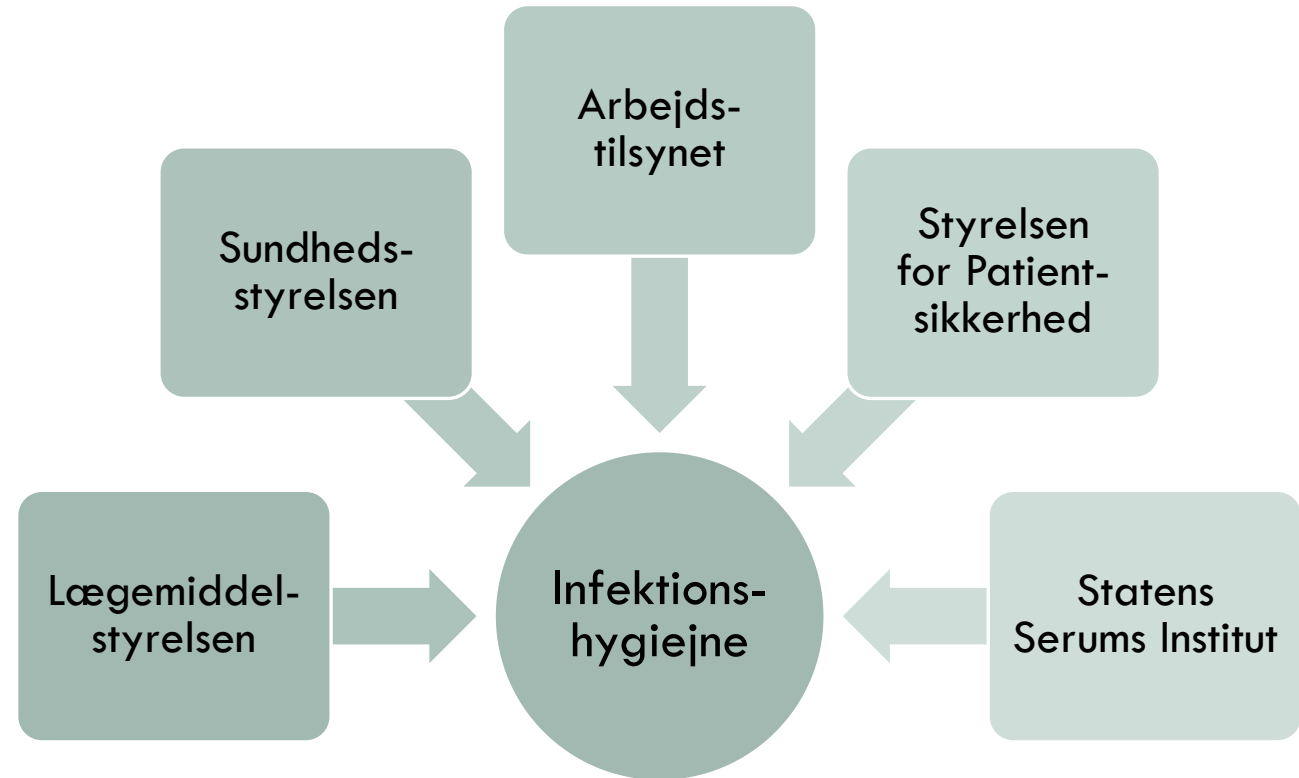 Arbejds-
tilsynet
Sundheds-
styrelsen
Styrelsen
for Patient-
sikkerhed
Lægemiddel-
styrelsen
Infektions-
hygiejne
Statens
Serums Institut